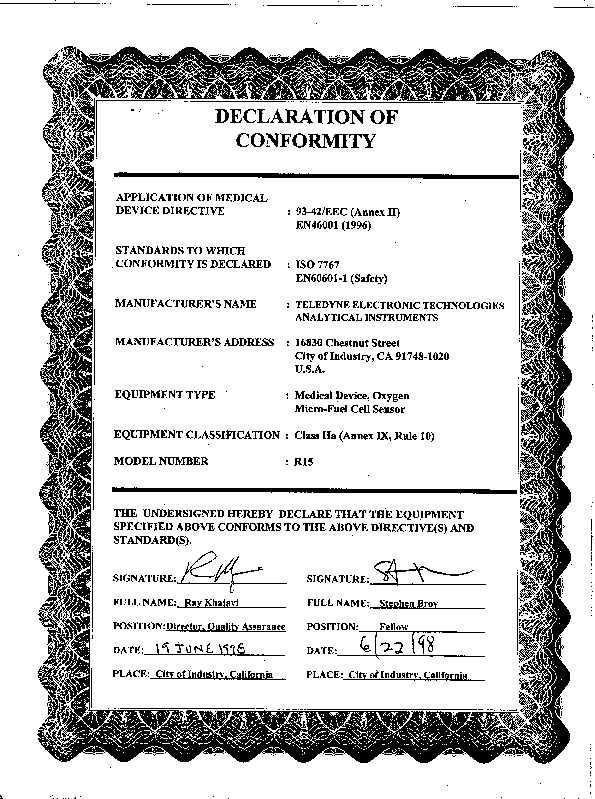 DECLARATION OF
CONFORMITY
APPLICATION OF MEDICAL
DEVICE DIRECTIVE : 93-42/EEC (Annex II)
EN46001 (1996)
STANDARDS TO WHICH
CONFORMITY IS DECLARED : ISO 7767
EN60601-1 (Safety)
MANUFACTURER'S NAME : TELEDYNE ELECTRONIC TECHNOLOGIES
ANALYTICAL INSTRUMENTS
MANUFACTURER'S ADDRESS : 16830 Chestnut Street
City of Industry, CA 91748-1020
U.S.A.
EQUIPMENT TYPE : Medical Device, Oxygen
Micro-Fuel Cell Sensor
EQUIPMENT CLASSIFICATION : Class IIa (Annex IX, Rule 10)
MODEL NUMBER : R15
THE UNDERSIGNED HEREBY DECLARE THAT THE EQUIPMENT
SPECIFIED ABOVE CONFORMS TO THE ABOVE DIRECTIVE(S) AND
STANDARD(S).
SIGNATURE: SIGNATURE:
FULL NAME: Ray Khalavi FULL NAME: Stephen Broy
POSITION: Director, Quality Assurance POSITION: Fellow
DATE: 19 JUNE 1998 DATE: 6/22/98
PLACE: City of Industry, California PLACE: City of Industry, California